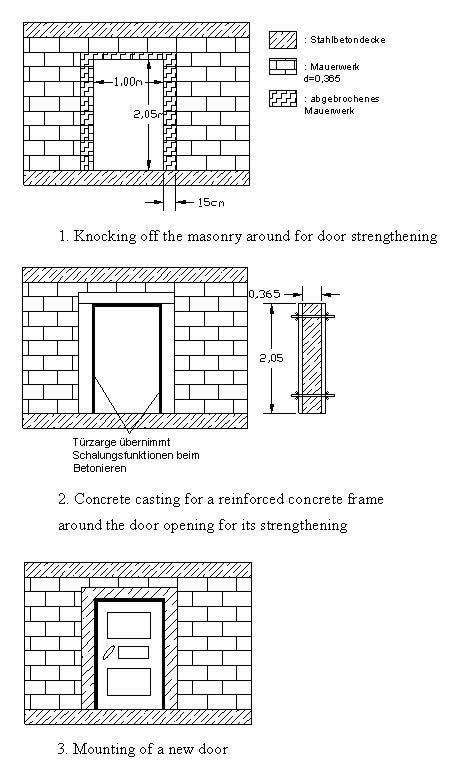 : Stahlbetondecke
: Mauerwerk
d=0,365
: abgebrochenes
Mauerwerk
1,00m
2,05m
15cm
1. Knocking off the masonry around for door strengthening
0,365
2,05
Türzarge übernimmt
Schalungsfunktionen beim
Betonieren
2. Concrete casting for a reinforced concrete frame
around the door opening for its strengthening
3. Mounting of a new door